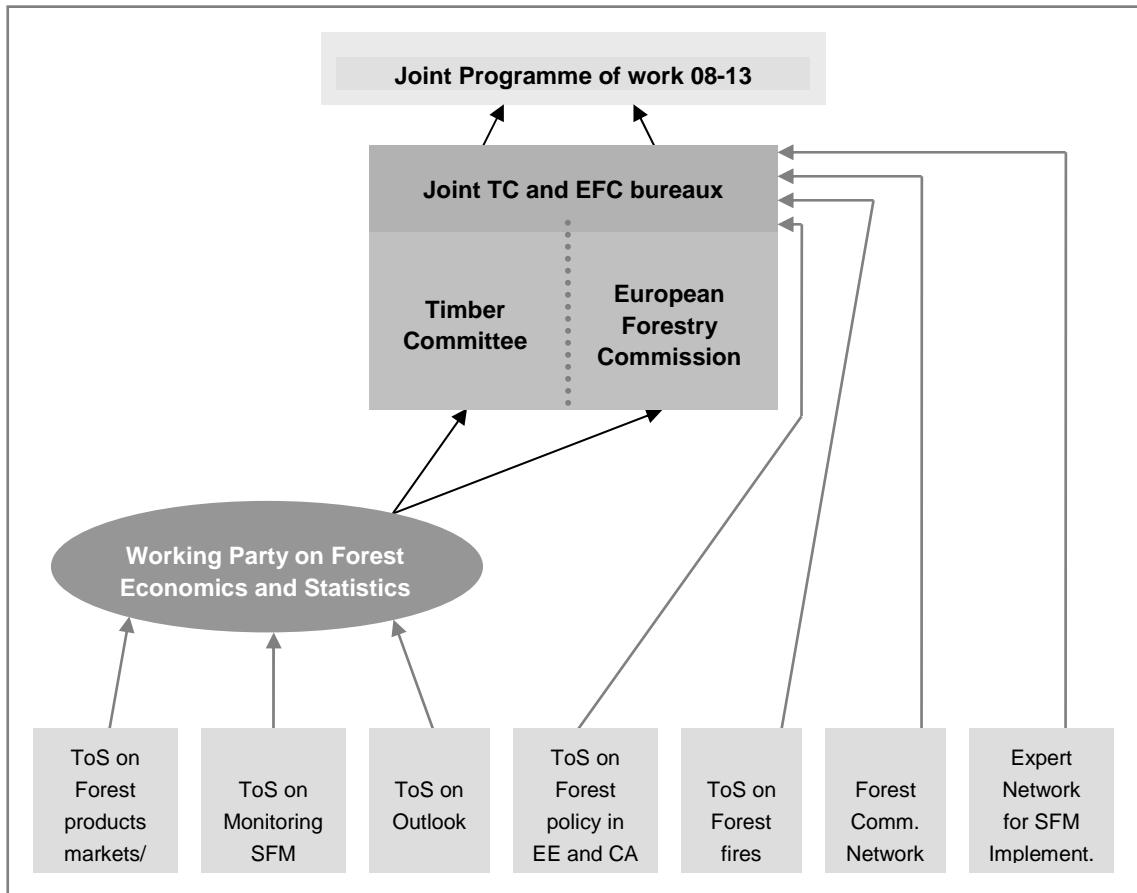 Joint Programme of work 08-13
Joint TC and EFC bureaux
Timber
Committee
European
Forestry
Commission
Working Party on Forest
Economics and Statistics
ToS on
Forest
products
markets/
ToS on
Monitoring
SFM
ToS on
Outlook
ToS on
Forest
policy in
EE and CA
ToS on
Forest
fires
Forest
Comm.
Network
Expert
Network
for SFM
Implement.